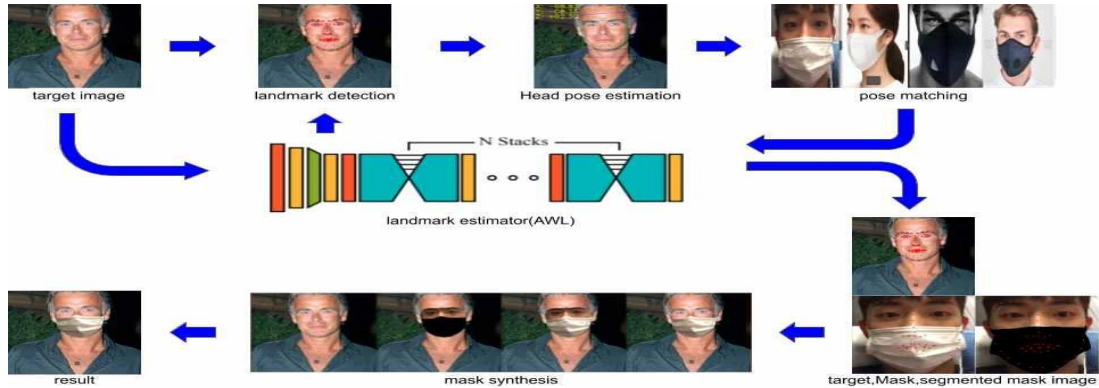 target image
landmark detection
Head pose estimation
pose matching
N Stacks
landmark estimator(AWL)
result
mask synthesis
target,Mask,segmented mask image